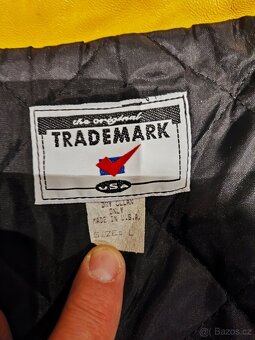 the original
TRADEMARK
USA
DRY CLEAN
ONLY
MADE IN U.S.A.
SIZE: L
Bazos.cz